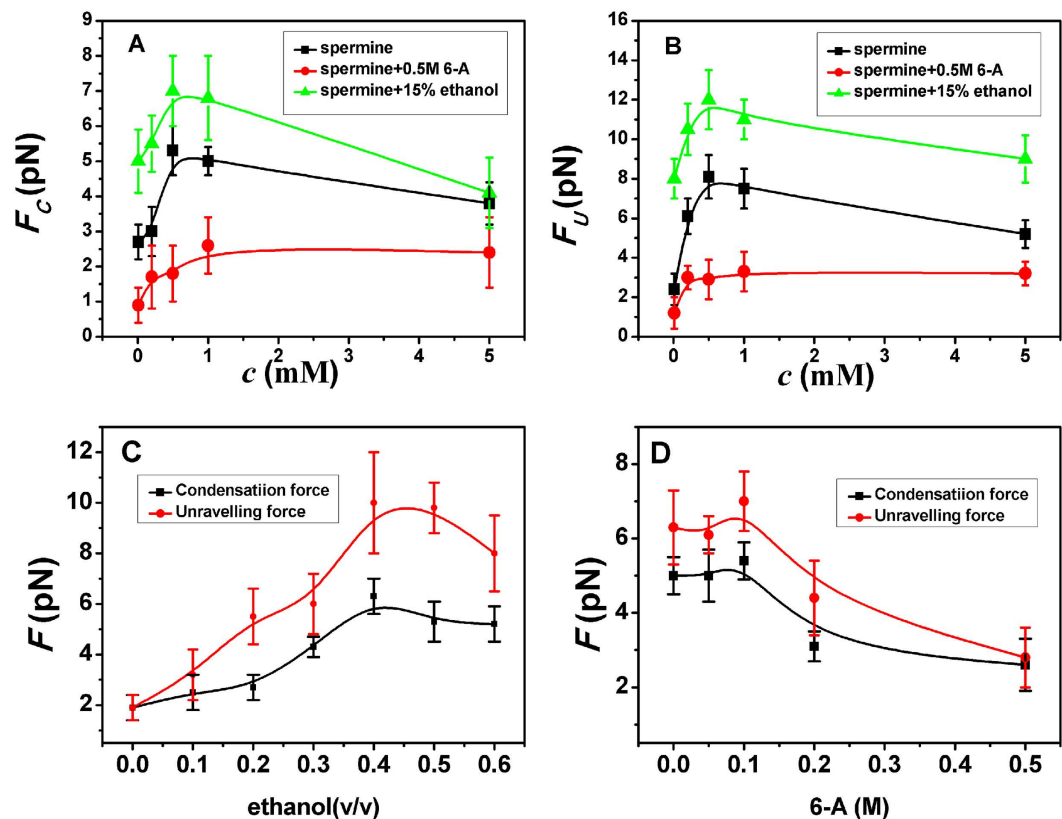 A
spermine
spermine+0.5M 6-A
spermine+15% ethanol
9
8
7
6
5
4
3
2
1
0
F_C (pN)
0 1 2 3 4 5
c (mM)
B
spermine
spermine+0.5M 6-A
spermine+15% ethanol
16
14
12
10
8
6
4
2
0
F_U (pN)
0 1 2 3 4 5
c (mM)
C
Condensatiion force
Unravelling force
12
10
8
6
4
2
F (pN)
0.0 0.1 0.2 0.3 0.4 0.5 0.6
ethanol(v/v)
D
Condensatiion force
Unravelling force
8
6
4
2
F (pN)
0.0 0.1 0.2 0.3 0.4 0.5
6-A (M)